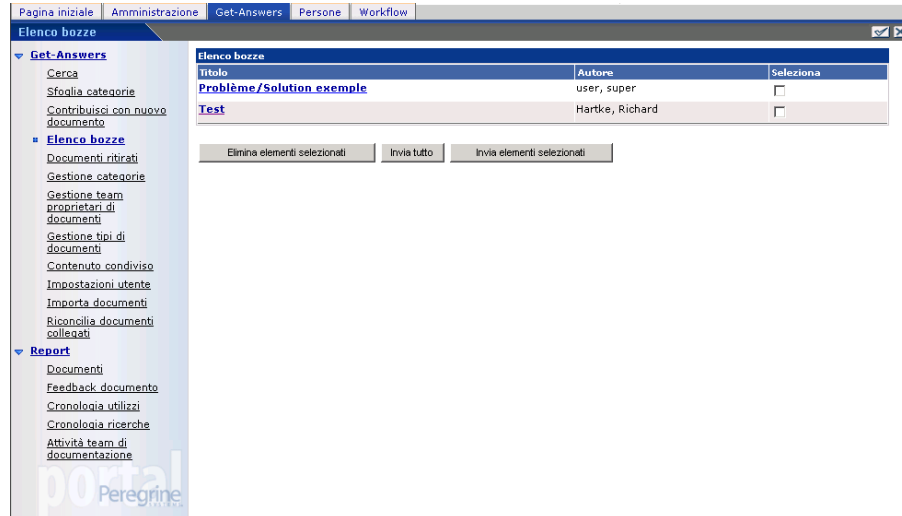 Pagina iniziale Amministrazione Get-Answers Persone Workflow
Elenco bozze
Get-Answers
Cerca
Sfoglia categorie
Contribuisci con nuovo
documento
Elenco bozze
Documenti ritirati
Gestione categorie
Gestione team
proprietari di
documenti
Gestione tipi di
documenti
Contenuto condiviso
Impostazioni utente
Importa documenti
Riconcilia documenti
collegati
Report
Documenti
Feedback documento
Cronologia utilizzi
Cronologia ricerche
Attività team di
documentazione
portal
Peregrine
Elenco bozze
Titolo Autore Seleziona
Problème/Solution exemple user, super
Test Hartke, Richard
Elimina elementi selezionati Invia tutto Invia elementi selezionati